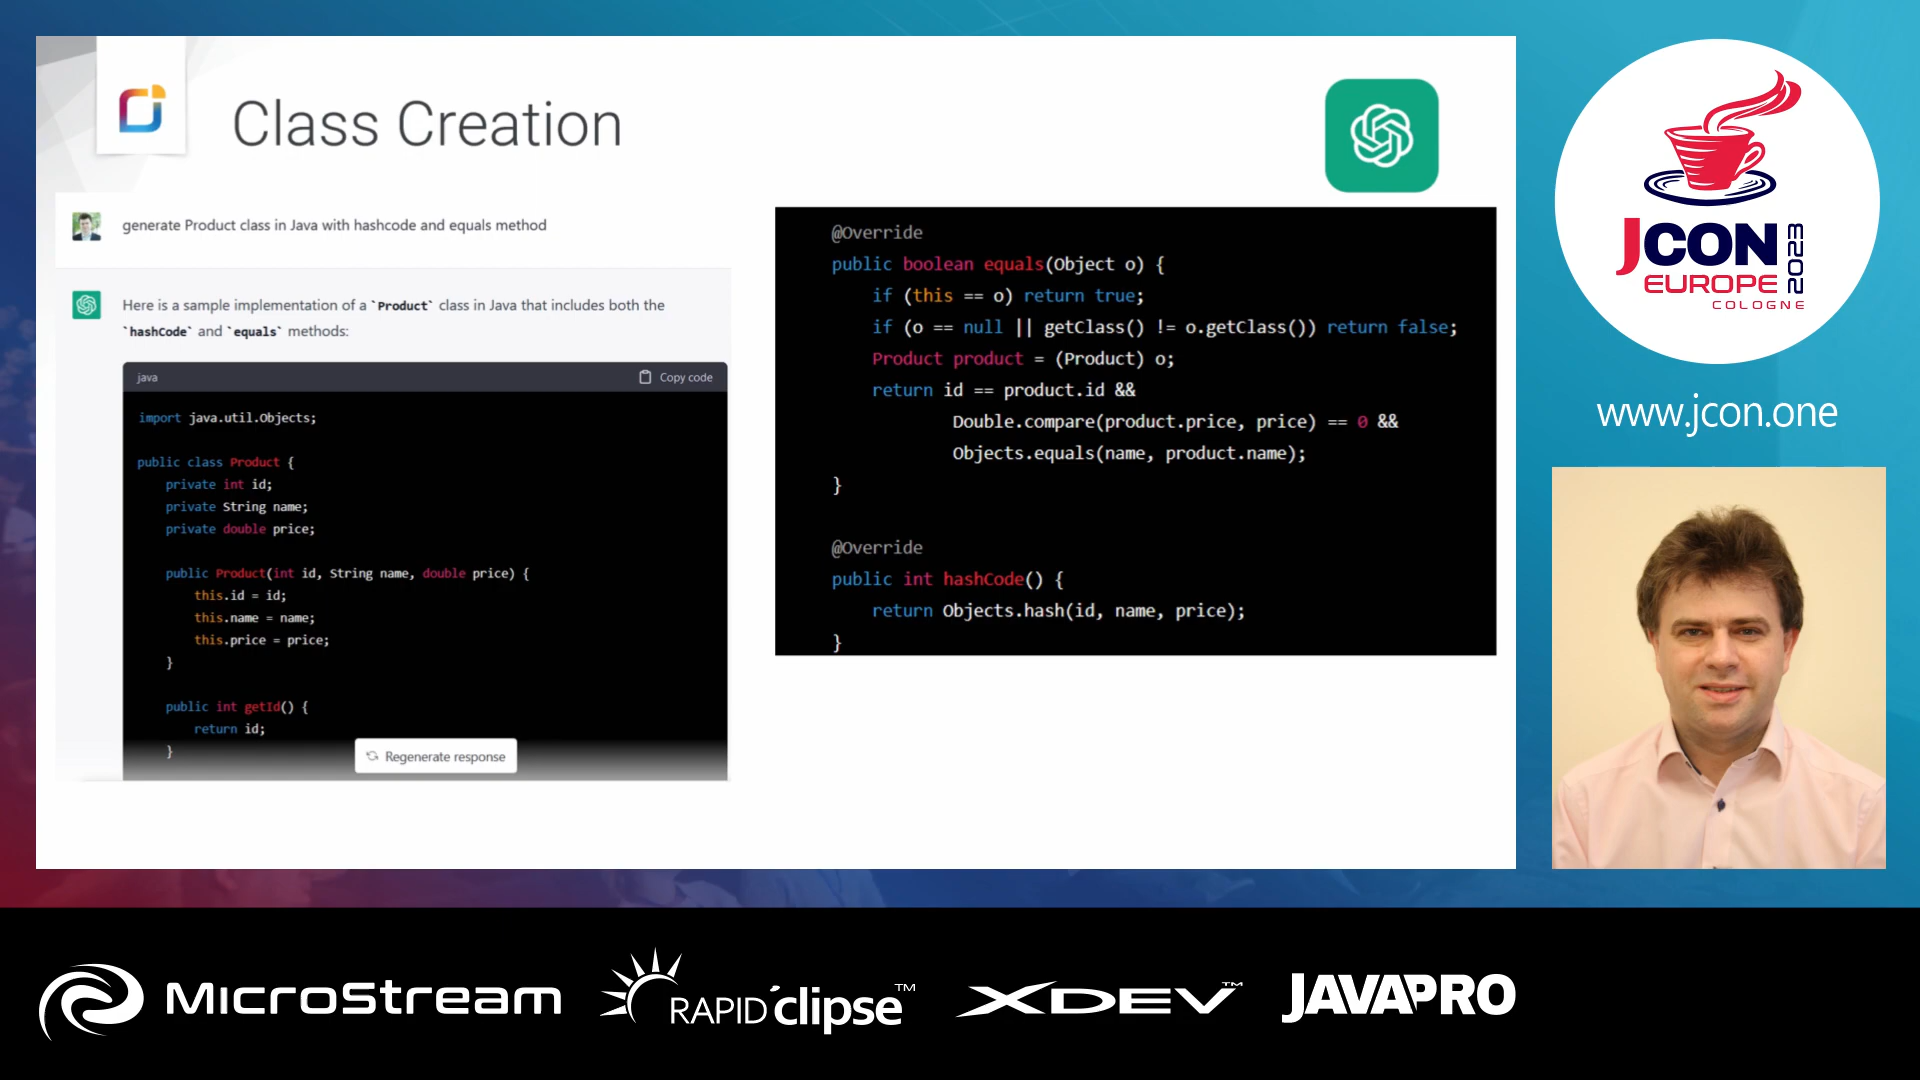 Class Creation
generate Product class in Java with hashcode and equals method
Here is a sample implementation of a `Product` class in Java that includes both the
`hashCode` and `equals` methods:
java
Copy code
import java.util.Objects;
public class Product {
private int id;
private String name;
private double price;
public Product(int id, String name, double price) {
this.id = id;
this.name = name;
this.price = price;
}
public int getId() {
return id;
}
Regenerate response
@Override
public boolean equals(Object o) {
if (this == o) return true;
if (o == null || getClass() != o.getClass()) return false;
Product product = (Product) o;
return id == product.id &&
Double.compare(product.price, price) == 0 &&
Objects.equals(name, product.name);
}
@Override
public int hashCode() {
return Objects.hash(id, name, price);
}
JCON
EUROPE
2023
COLOGNE
www.jcon.one
MicroStream
RAPID clipse™
XDEV™
JAVAPRO